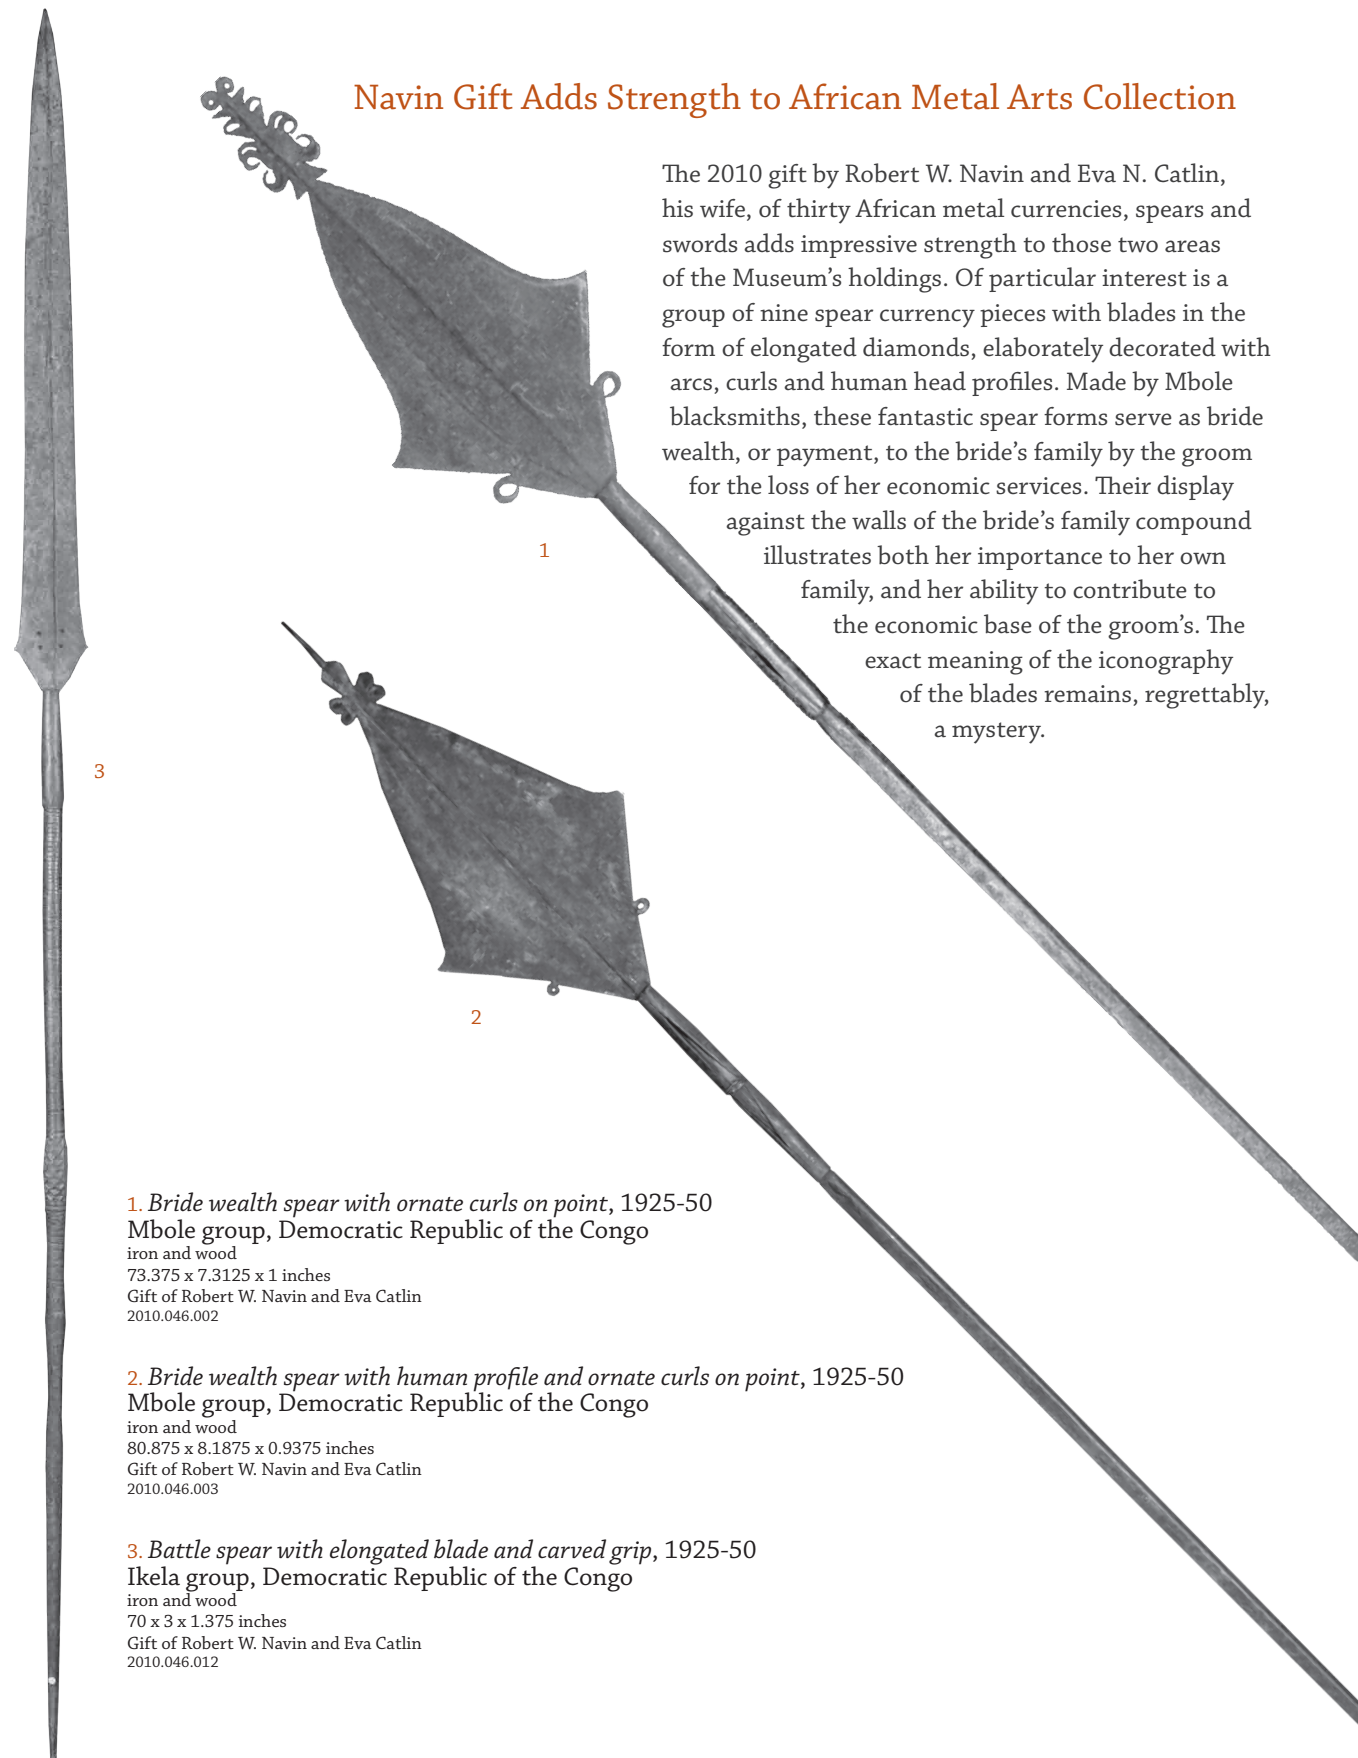 Navin Gift Adds Strength to African Metal Arts Collection
The 2010 gift by Robert W. Navin and Eva N. Catlin,
his wife, of thirty African metal currencies, spears and
swords adds impressive strength to those two areas
of the Museum's holdings. Of particular interest is a
group of nine spear currency pieces with blades in the
form of elongated diamonds, elaborately decorated with
arcs, curls and human head profiles. Made by Mbole
blacksmiths, these fantastic spear forms serve as bride
wealth, or payment, to the bride's family by the groom
for the loss of her economic services. Their display
against the walls of the bride's family compound
illustrates both her importance to her own
family, and her ability to contribute to
the economic base of the groom's. The
exact meaning of the iconography
of the blades remains, regrettably,
a mystery.
1
2
3
1. Bride wealth spear with ornate curls on point, 1925-50
Mbole group, Democratic Republic of the Congo
iron and wood
73.375 x 7.3125 x 1 inches
Gift of Robert W. Navin and Eva Catlin
2010.046.002
2. Bride wealth spear with human profile and ornate curls on point, 1925-50
Mbole group, Democratic Republic of the Congo
iron and wood
80.875 x 8.1875 x 0.9375 inches
Gift of Robert W. Navin and Eva Catlin
2010.046.003
3. Battle spear with elongated blade and carved grip, 1925-50
Ikela group, Democratic Republic of the Congo
iron and wood
70 x 3 x 1.375 inches
Gift of Robert W. Navin and Eva Catlin
2010.046.012